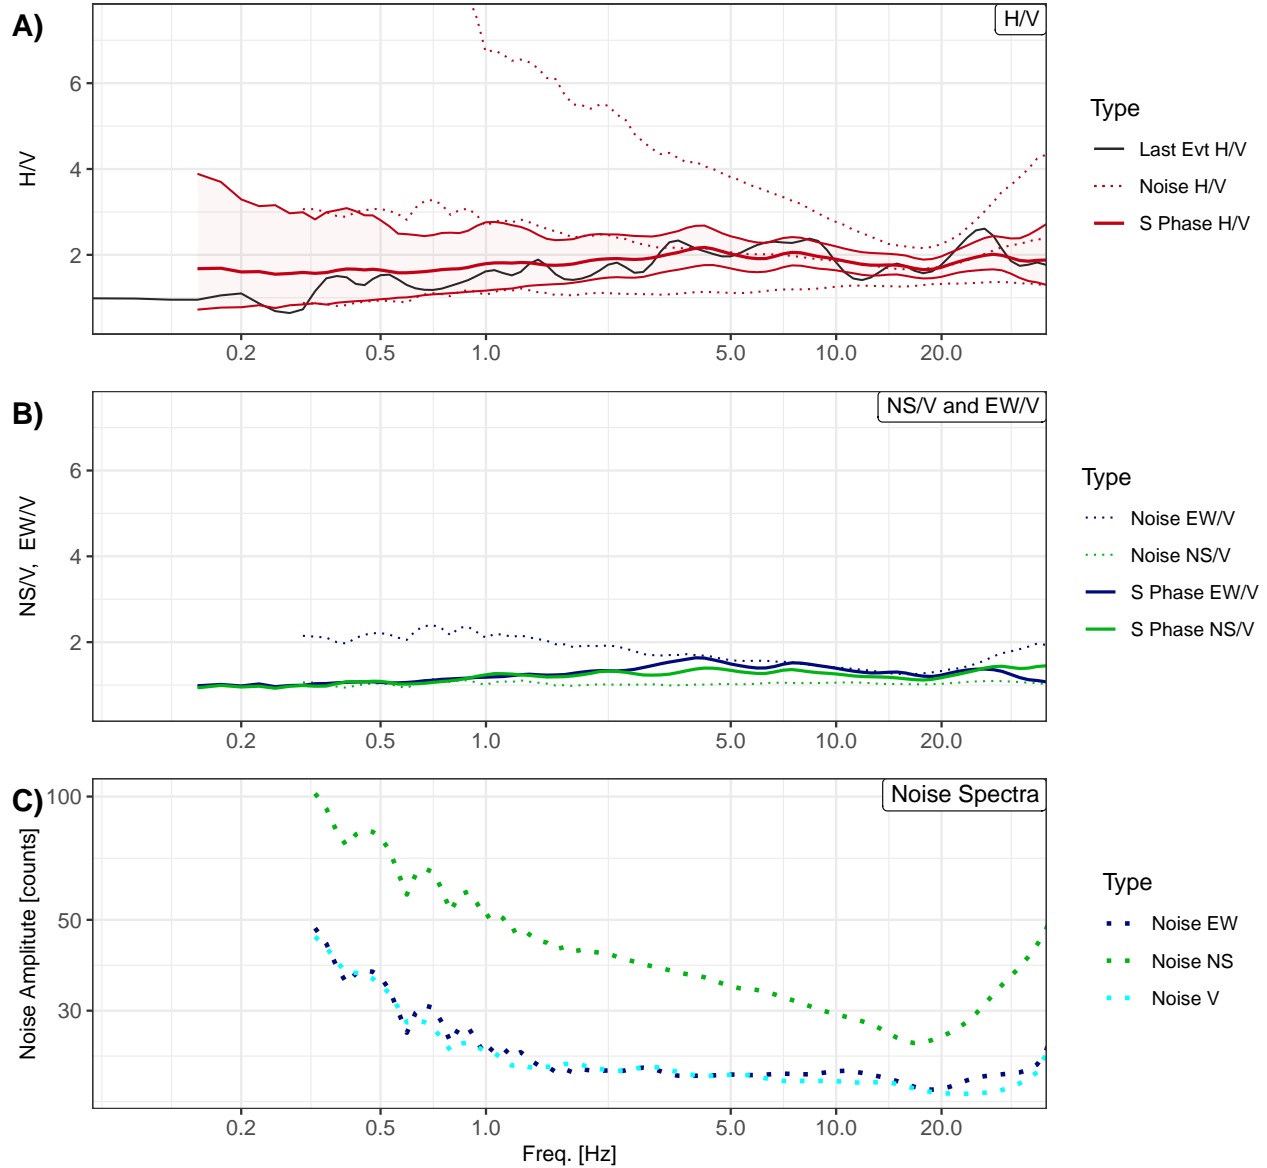 A)
H/V
H/V
6
4
2
0.2 0.5 1.0 5.0 10.0 20.0
Type
Last Evt H/V
Noise H/V
S Phase H/V
B)
NS/V and EW/V
NS/V, EW/V
6
4
2
0.2 0.5 1.0 5.0 10.0 20.0
Type
Noise EW/V
Noise NS/V
S Phase EW/V
S Phase NS/V
C)
Noise Spectra
Noise Amplitute [counts]
100
50
30
0.2 0.5 1.0 5.0 10.0 20.0
Freq. [Hz]
Type
Noise EW
Noise NS
Noise V